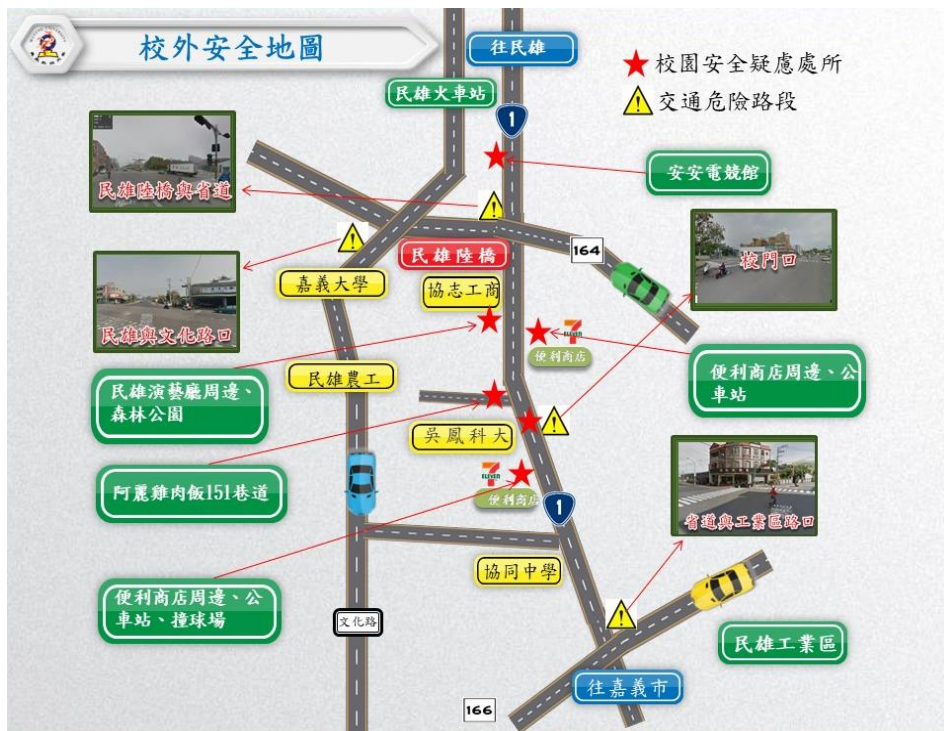 校外安全地圖
往民雄
校園安全疑慮處所
交通危險路段
民雄火車站
1
安安電競館
民雄陸橋與省道
校門口
164
民雄陸橋
嘉義大學
協志工商
民雄與文化路口
7
ELEVEN
便利商店
便利商店周邊、公
車站
民雄農工
民雄演藝廳周邊、
森林公園
吳鳳科大
阿麗雞肉飯151巷道
7
ELEVEN
便利商店
1
省道與工業區路口
協同中學
便利商店周邊、公
車站、撞球場
文化路
民雄工業區
往嘉義市
166